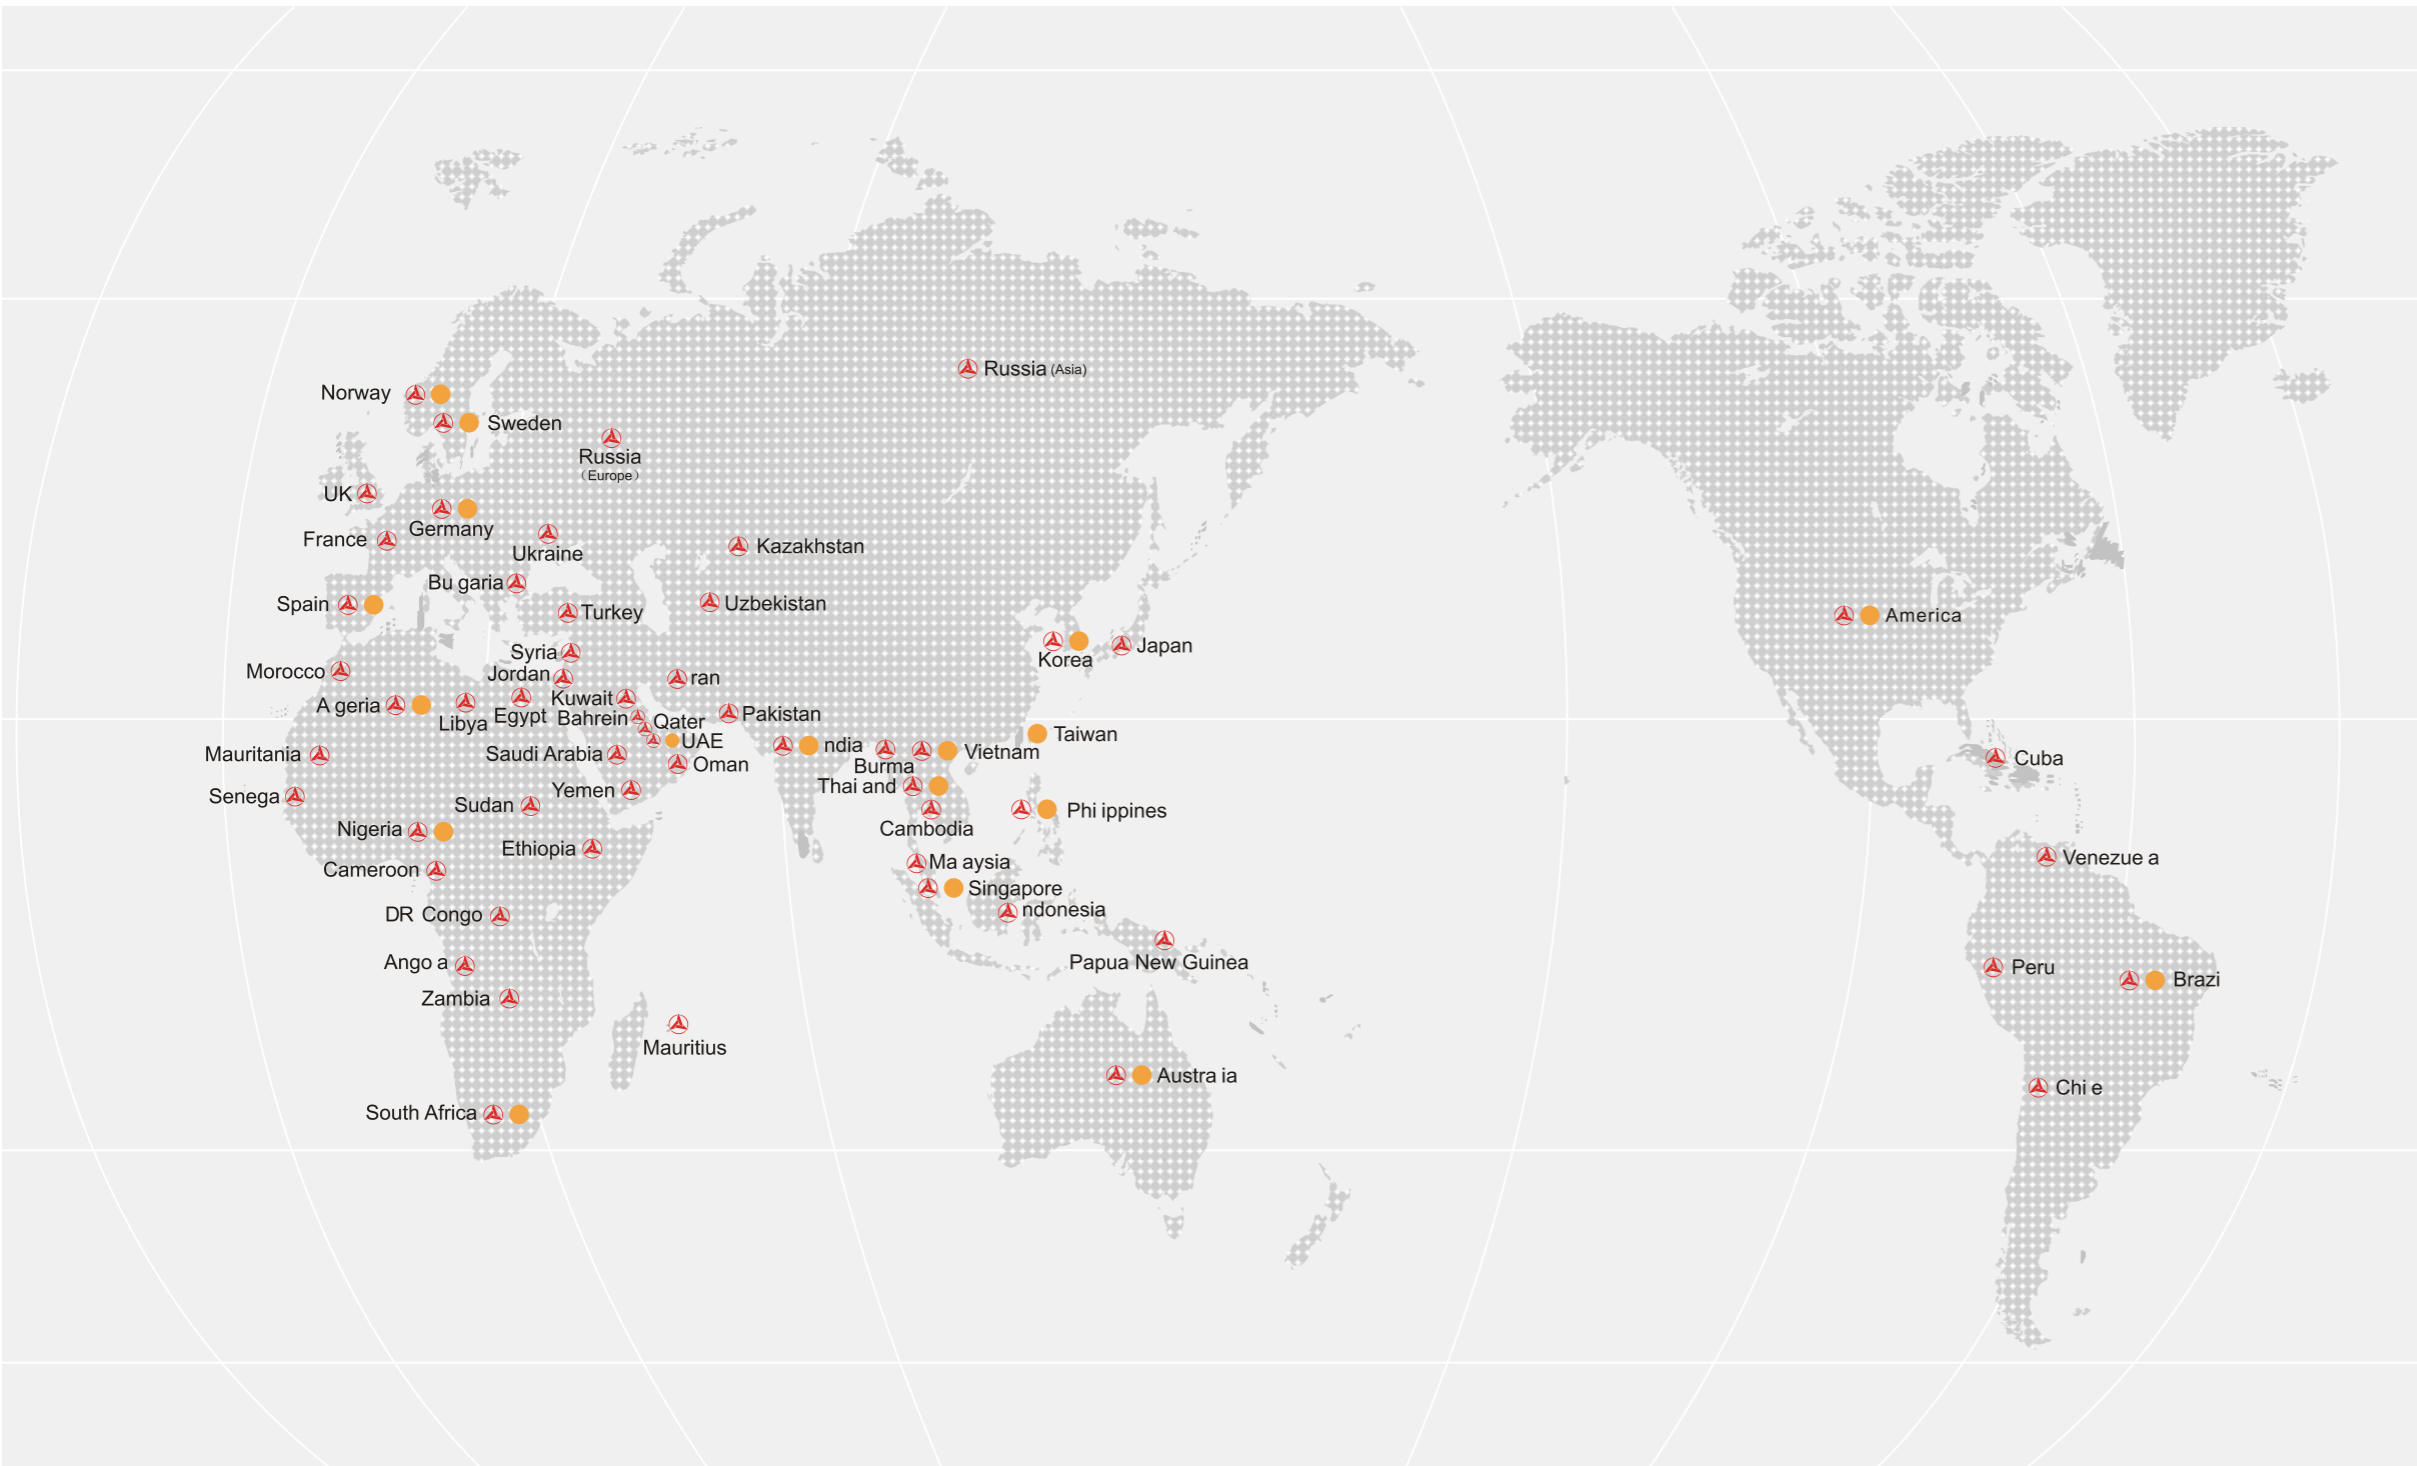 Russia (Asia)
Norway
Sweden
Russia
(Europe)
UK
Germany
France
Ukraine
Kazakhstan
Bu garia
Spain
Uzbekistan
Turkey
America
Korea
Japan
Syria
Morocco
Jordan
ran
Kuwait
A geria
Libya
Egypt
Bahrein
Qater
Pakistan
Taiwan
UAE
Mauritania
Saudi Arabia
ndia
Vietnam
Oman
Burma
Cuba
Thai and
Senega
Yemen
Sudan
Phi ippines
Nigeria
Cambodia
Ethiopia
Venezue a
Ma aysia
Cameroon
Singapore
ndonesia
DR Congo
Ango a
Papua New Guinea
Peru
Brazi
Zambia
Mauritius
Austra ia
Chi e
South Africa